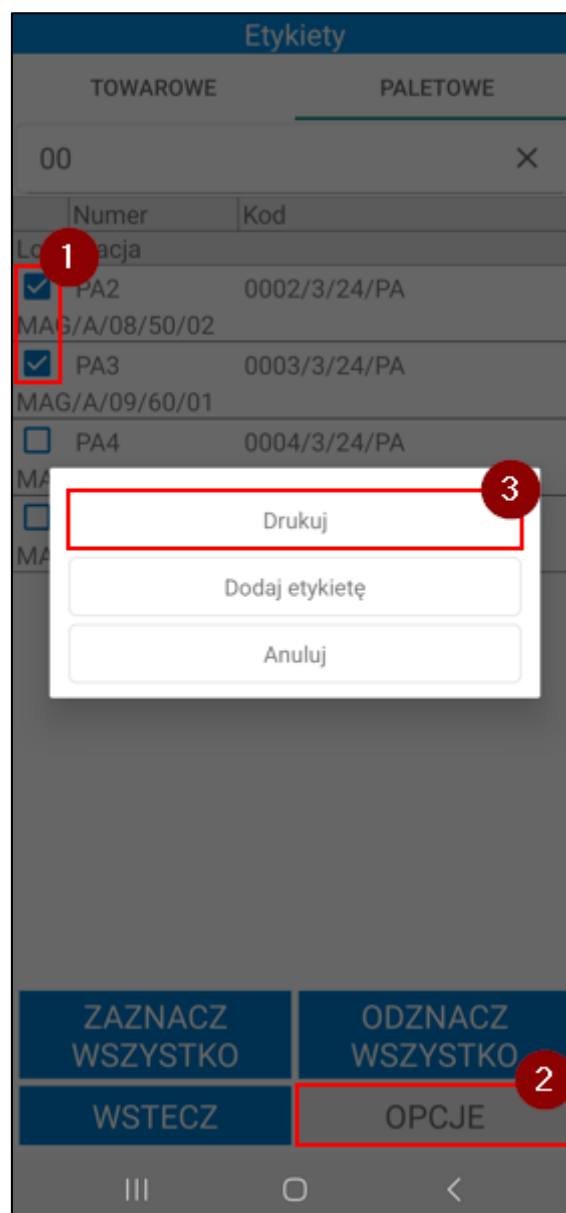 Etykiety
TOWAROWE PALETOWE
00
Numer Kod
1
PA2 0002/3/24/PA
MAG/A/08/50/02
PA3 0003/3/24/PA
MAG/A/09/60/01
PA4 0004/3/24/PA
3
Drukuj
Dodaj etykietę
Anuluj
ZAZNACZ WSZYSTKO
ODZNACZ WSZYSTKO
2
WSTECZ OPCJE